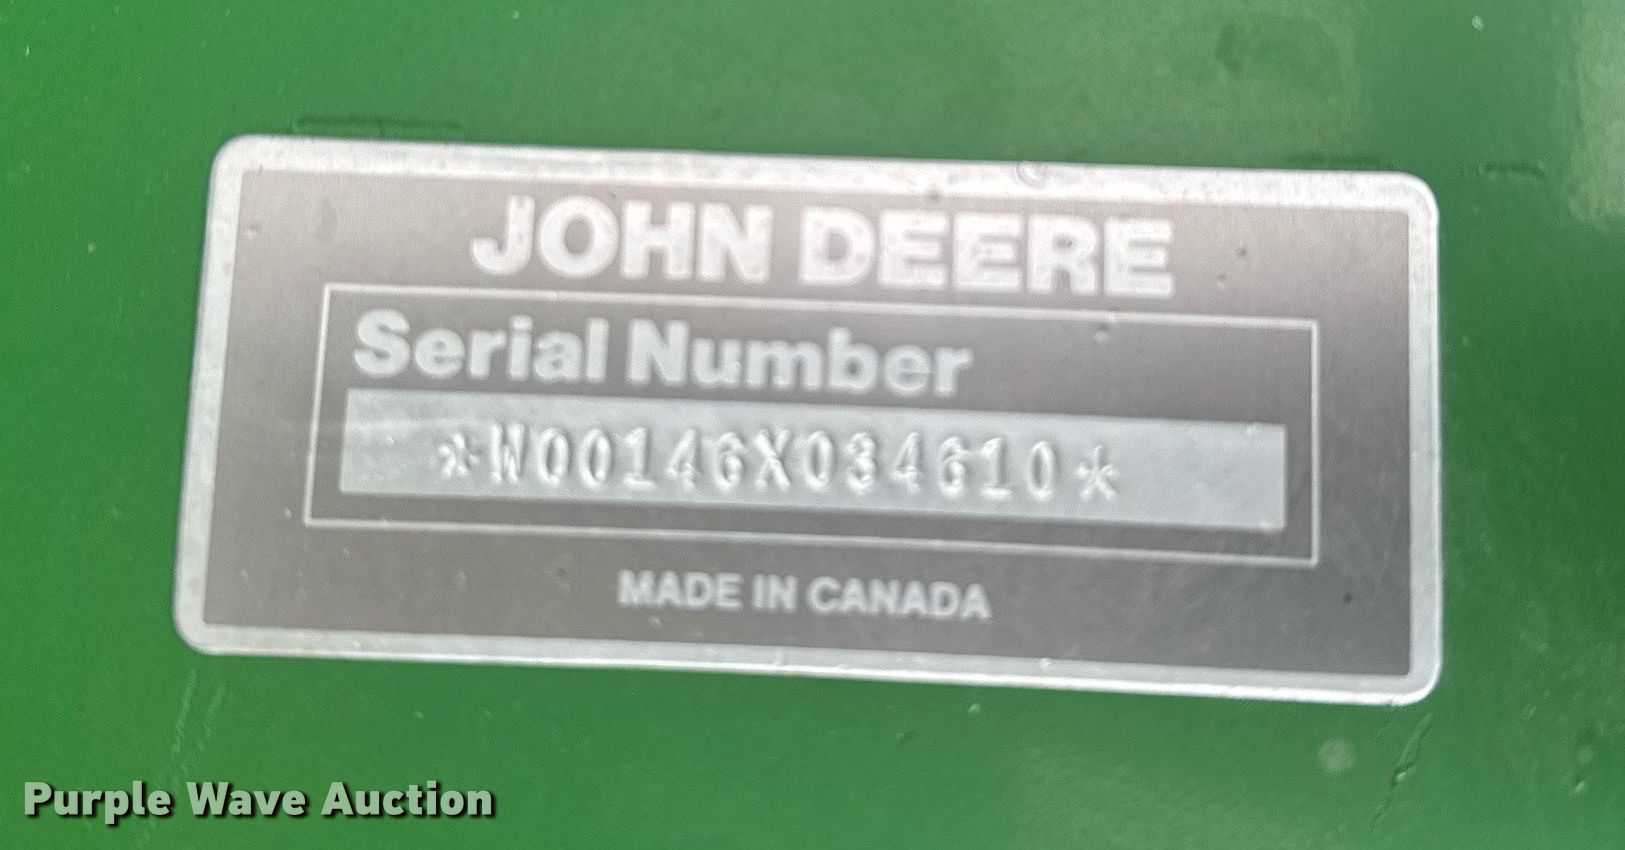 JOHN DEERE
Serial Number
*W00146X034610*
MADE IN CANADA
Purple Wave Auction